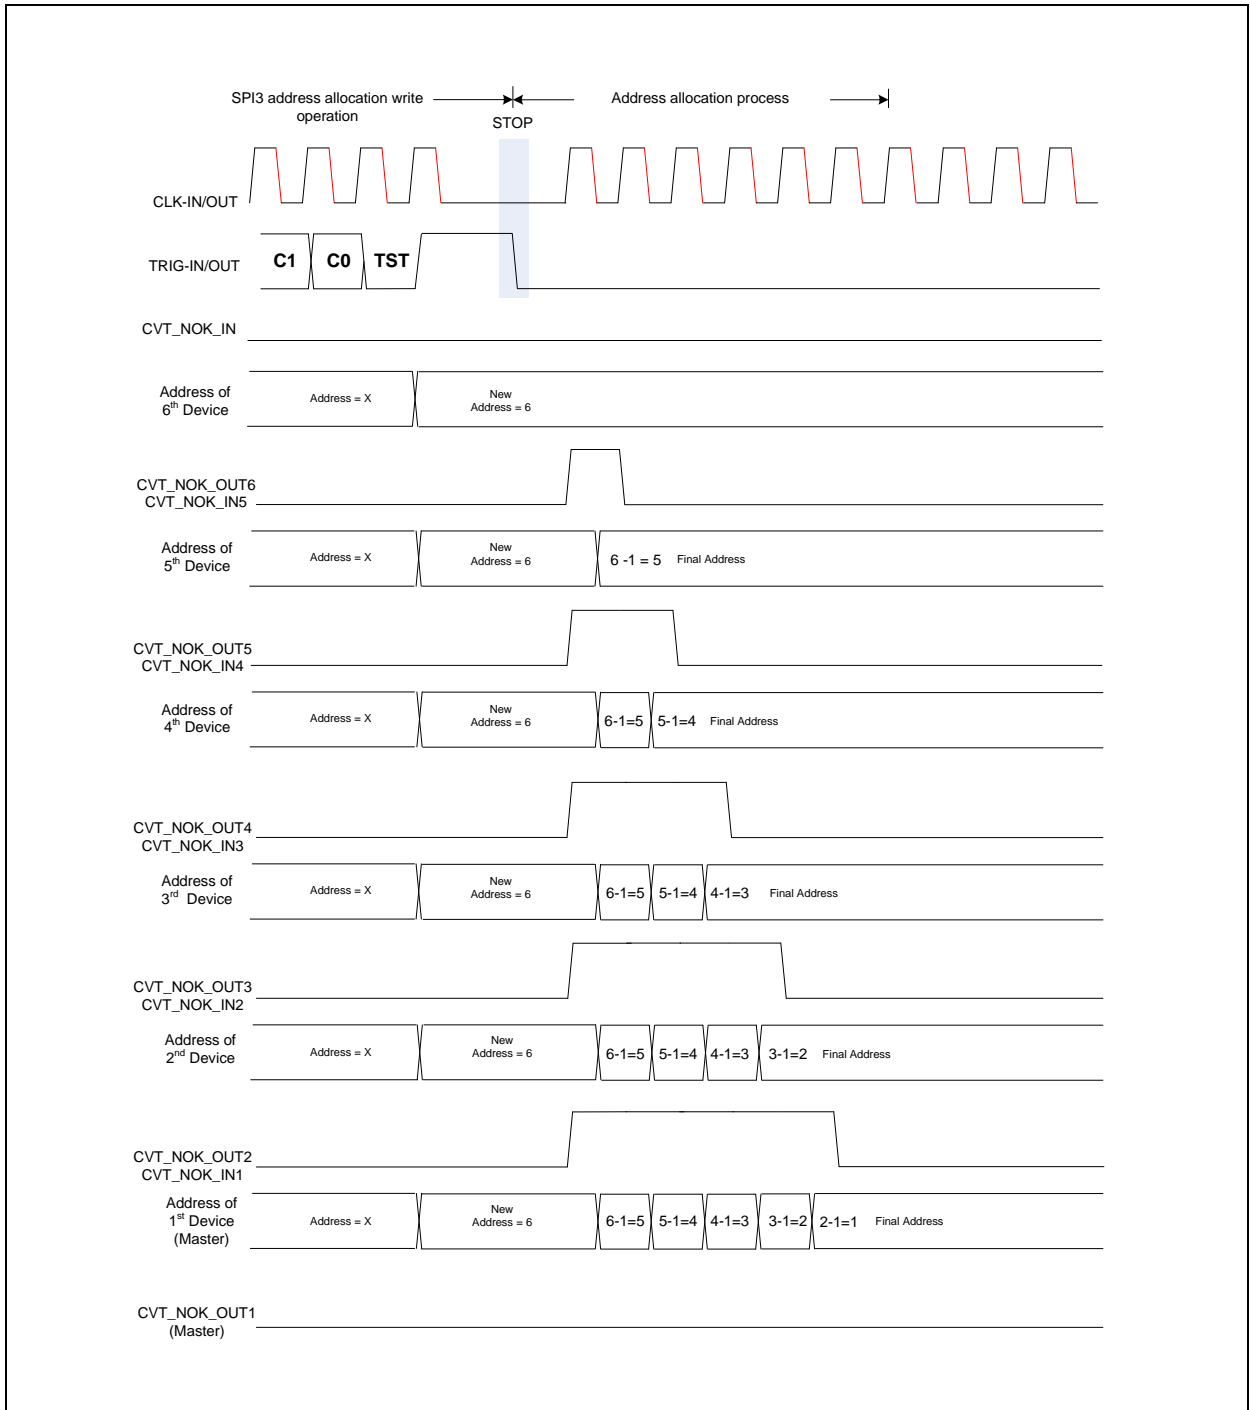 SPI3 address allocation write
operation
Address allocation process
STOP
CLK-IN/OUT
TRIG-IN/OUT
C1 C0 TST
CVT_NOK_IN
Address of
6th Device
Address = X
New
Address = 6
CVT_NOK_OUT6
CVT_NOK_IN5
Address of
5th Device
Address = X
New
Address = 6
6 -1 = 5 Final Address
CVT_NOK_OUT5
CVT_NOK_IN4
Address of
4th Device
Address = X
New
Address = 6
6-1=5 5-1=4 Final Address
CVT_NOK_OUT4
CVT_NOK_IN3
Address of
3rd Device
Address = X
New
Address = 6
6-1=5 5-1=4 4-1=3 Final Address
CVT_NOK_OUT3
CVT_NOK_IN2
Address of
2nd Device
Address = X
New
Address = 6
6-1=5 5-1=4 4-1=3 3-1=2 Final Address
CVT_NOK_OUT2
CVT_NOK_IN1
Address of
1st Device
(Master)
Address = X
New
Address = 6
6-1=5 5-1=4 4-1=3 3-1=2 2-1=1 Final Address
CVT_NOK_OUT1
(Master)